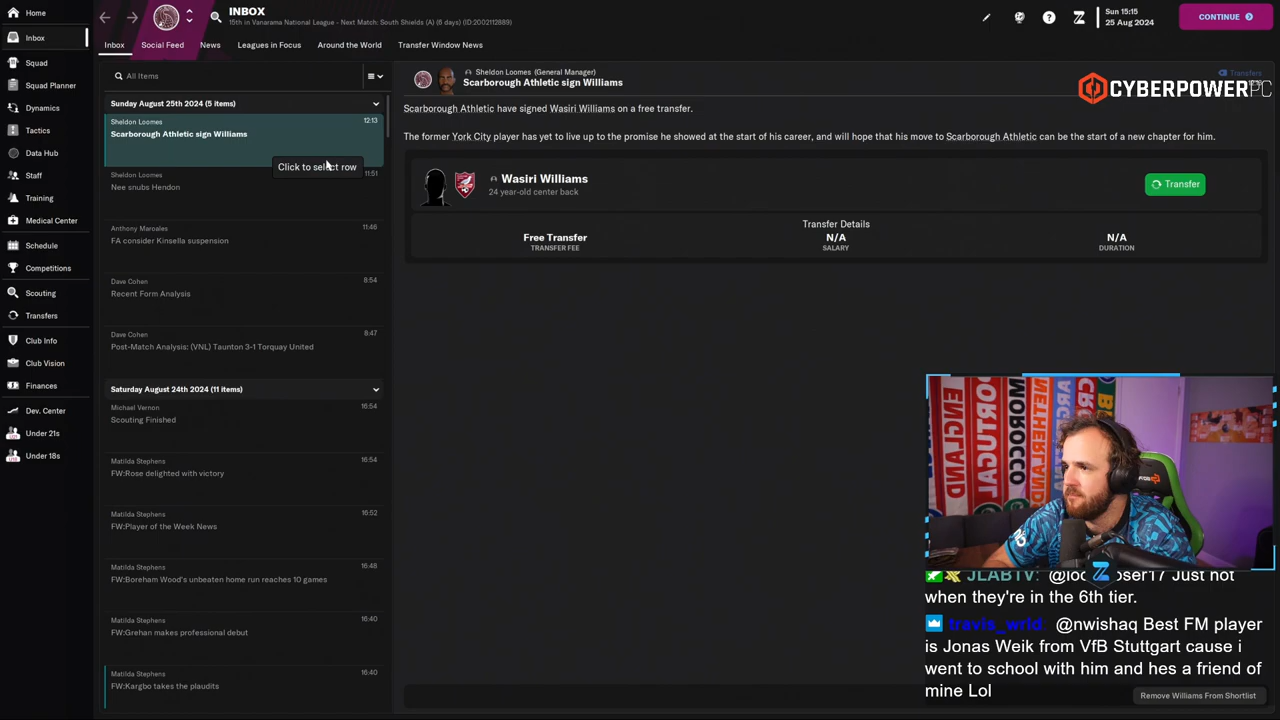 Home
INBOX
15th in Vanarama National League - Next Match: South Shields (A) (6 days) (ID:2002112889)
Sun 15:15
25 Aug 2024
CONTINUE
Inbox
Social Feed
News
Leagues in Focus
Around the World
Transfer Window News
Squad
Squad Planner
Dynamics
Tactics
Data Hub
Staff
Training
Medical Center
Schedule
Competitions
Scouting
Transfers
Club Info
Club Vision
Finances
Dev. Center
Under 21s
Under 18s
All Items
Sunday August 25th 2024 (5 items)
Sheldon Loomes
12:13
Scarborough Athletic sign Williams
Click to select row
Sheldon Loomes
11:51
Nee snubs Hendon
Anthony Marcales
11:46
FA consider Kinsella suspension
Dave Cohen
8:54
Recent Form Analysis
Dave Cohen
8:47
Post-Match Analysis: (VNL) Taunton 3-1 Torquay United
Saturday August 24th 2024 (11 items)
Michael Vernon
16:54
Scouting Finished
Matilda Stephens
16:54
FW:Rose delighted with victory
Matilda Stephens
16:52
FW:Player of the Week News
Matilda Stephens
16:48
FW:Boreham Wood's unbeaten home run reaches 10 games
Matilda Stephens
16:40
FW:Grehan makes professional debut
Matilda Stephens
16:40
FW:Kargbo takes the plaudits
Sheldon Loomes (General Manager)
Scarborough Athletic sign Williams
Transfers
CYBERPOWERPC
Scarborough Athletic have signed Wasiri Williams on a free transfer.
The former York City player has yet to live up to the promise he showed at the start of his career, and will hope that his move to Scarborough Athletic can be the start of a new chapter for him.
Wasiri Williams
24 year-old center back
Transfer
Transfer Details
Free Transfer
N/A
N/A
TRANSFER FEE
SALARY
DURATION
ENGLAND
PORTUGAL
MOROCCO
NETHERLAND
JLABTV:
Just not
when they're in the 6th tier.
travis_wrld: @nwishaq Best FM player
is Jonas Weik from VfB Stuttgart cause i
went to school with him and hes a friend of
mine Lol
Remove Williams From Shortlist